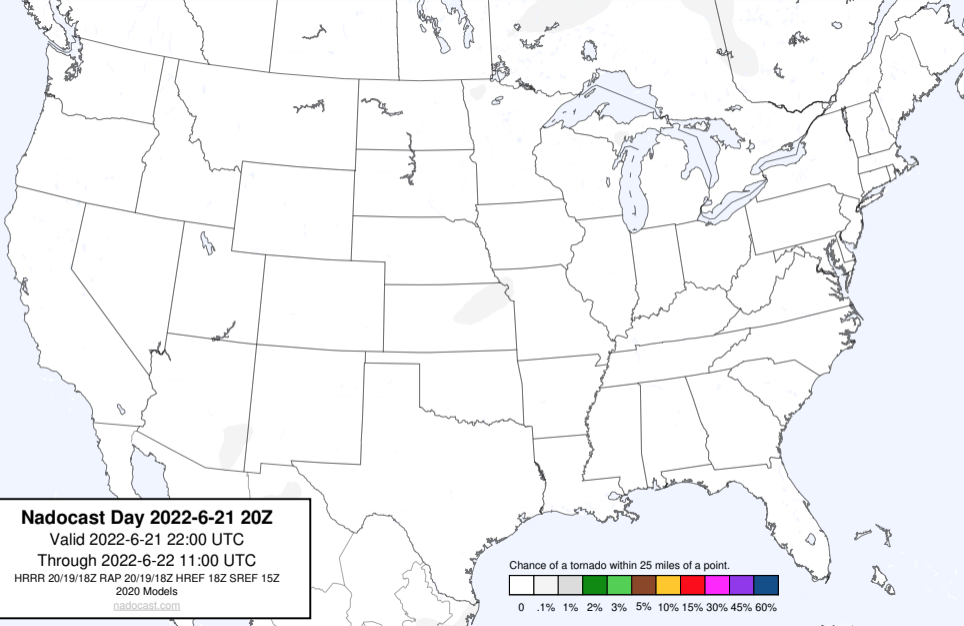 Nadocast Day 2022-6-21 20Z
Valid 2022-6-21 22:00 UTC
Through 2022-6-22 11:00 UTC
HRRR 20/19/18Z RAP 20/19/18Z HREF 18Z SREF 15Z
2020 Models
nadocast.com
Chance of a tornado within 25 miles of a point.
0 .1% 1% 2% 3% 5% 10% 15% 30% 45% 60%